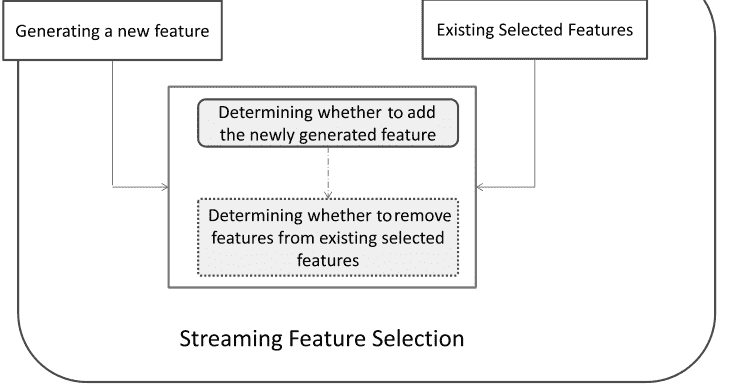 Generating a new feature
Existing Selected Features
Determining whether to add
the newly generated feature
Determining whether to remove
features from existing selected
features
Streaming Feature Selection